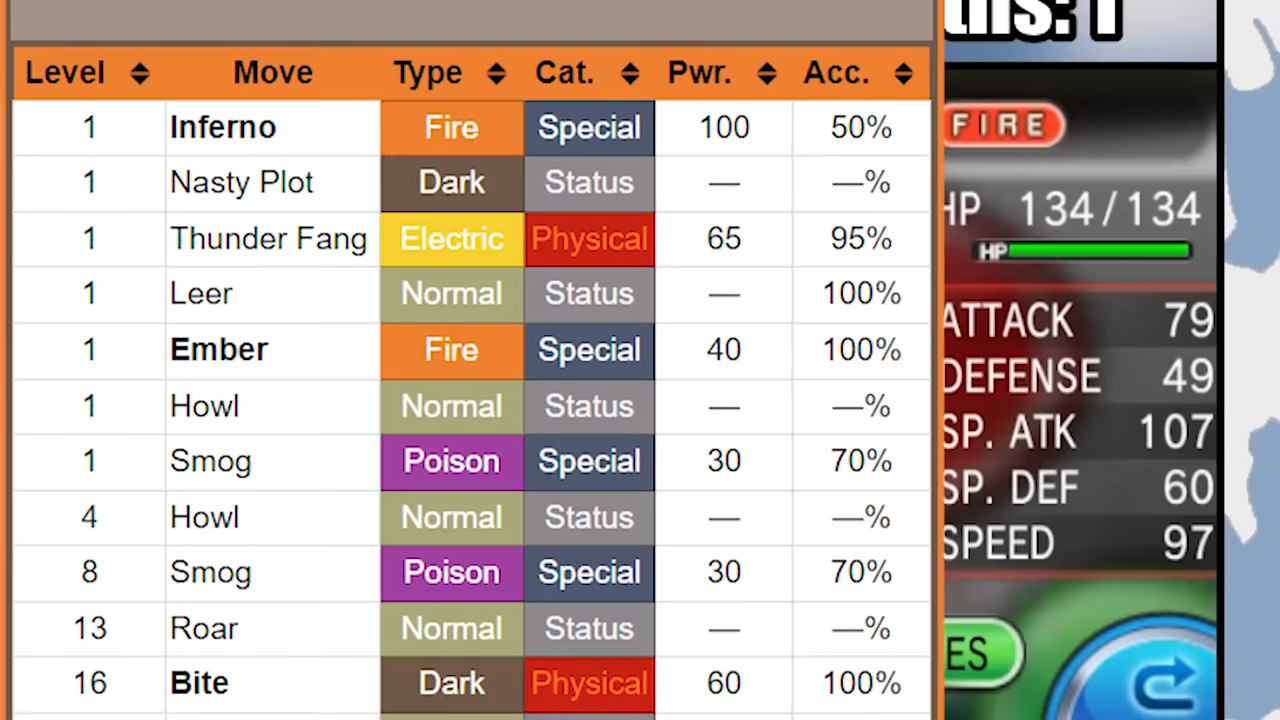 Level Move Type Cat. Pwr. Acc.
1 Inferno Fire Special 100 50%
1 Nasty Plot Dark Status — —%
1 Thunder Fang Electric Physical 65 95%
1 Leer Normal Status — 100%
1 Ember Fire Special 40 100%
1 Howl Normal Status — —%
1 Smog Poison Special 30 70%
4 Howl Normal Status — —%
8 Smog Poison Special 30 70%
13 Roar Normal Status — —%
16 Bite Dark Physical 60 100%
ths: 1
FIRE
HP 134/134
HP
ATTACK 79
DEFENSE 49
SP. ATK 107
SP. DEF 60
SPEED 97
ES